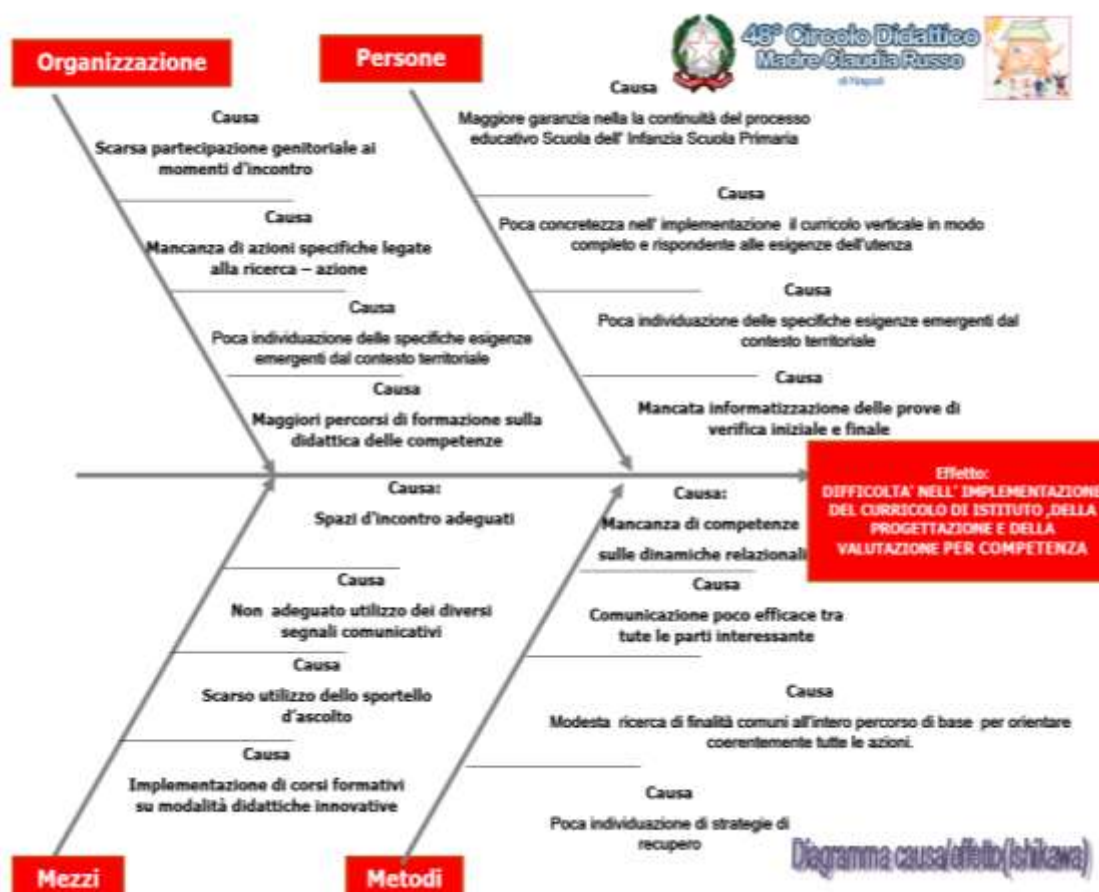 Organizzazione
Persone
48° Circolo Didattico
Madre Claudia Russo
di Napoli
Causa
Scarsa partecipazione genitoriale ai
momenti d'incontro
Causa
Mancanza di azioni specifiche legate
alla ricerca – azione
Causa
Poca individuazione delle specifiche esigenze
emergenti dal contesto territoriale
Causa
Maggiori percorsi di formazione sulla
didattica delle competenze
Causa
Maggiore garanzia nella la continuità del processo
educativo Scuola dell' Infanzia Scuola Primaria
Causa
Poca concretezza nell' implementazione il curricolo verticale in modo
completo e rispondente alle esigenze dell'utenza
Causa
Poca individuazione delle specifiche esigenze emergenti dal
contesto territoriale
Causa
Mancata informatizzazione delle prove di
verifica iniziale e finale
Effetto:
DIFFICOLTA' NELL' IMPLEMENTAZIONE
DEL CURRICOLO DI ISTITUTO ,DELLA
PROGETTAZIONE E DELLA
VALUTAZIONE PER COMPETENZA
Causa:
Spazi d'incontro adeguati
Causa
Non adeguato utilizzo dei diversi
segnali comunicativi
Causa
Scarso utilizzo dello sportello
d'ascolto
Causa
Implementazione di corsi formativi
su modalità didattiche innovative
Causa:
Mancanza di competenze
sulle dinamiche relazionali
Causa
Comunicazione poco efficace tra
tute le parti interessante
Causa
Modesta ricerca di finalità comuni all'intero percorso di base per orientare
coerentemente tutte le azioni.
Causa
Poca individuazione di strategie di
recupero
Mezzi
Metodi
Diagramma causa/effetto(Ishikawa)